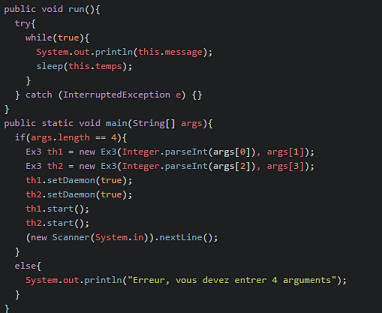 public void run(){
try{
while(true){
System.out.println(this.message);
sleep(this.temps);
}
} catch (InterruptedException e) {}
}
public static void main(String[] args){
if(args.length == 4){
Ex3 th1 = new Ex3(Integer.parseInt(args[0]), args[1]);
Ex3 th2 = new Ex3(Integer.parseInt(args[2]), args[3]);
th1.setDaemon(true);
th2.setDaemon(true);
th1.start();
th2.start();
(new Scanner(System.in)).nextLine();
}
else{
System.out.println("Erreur, vous devez entrer 4 arguments");
}
}